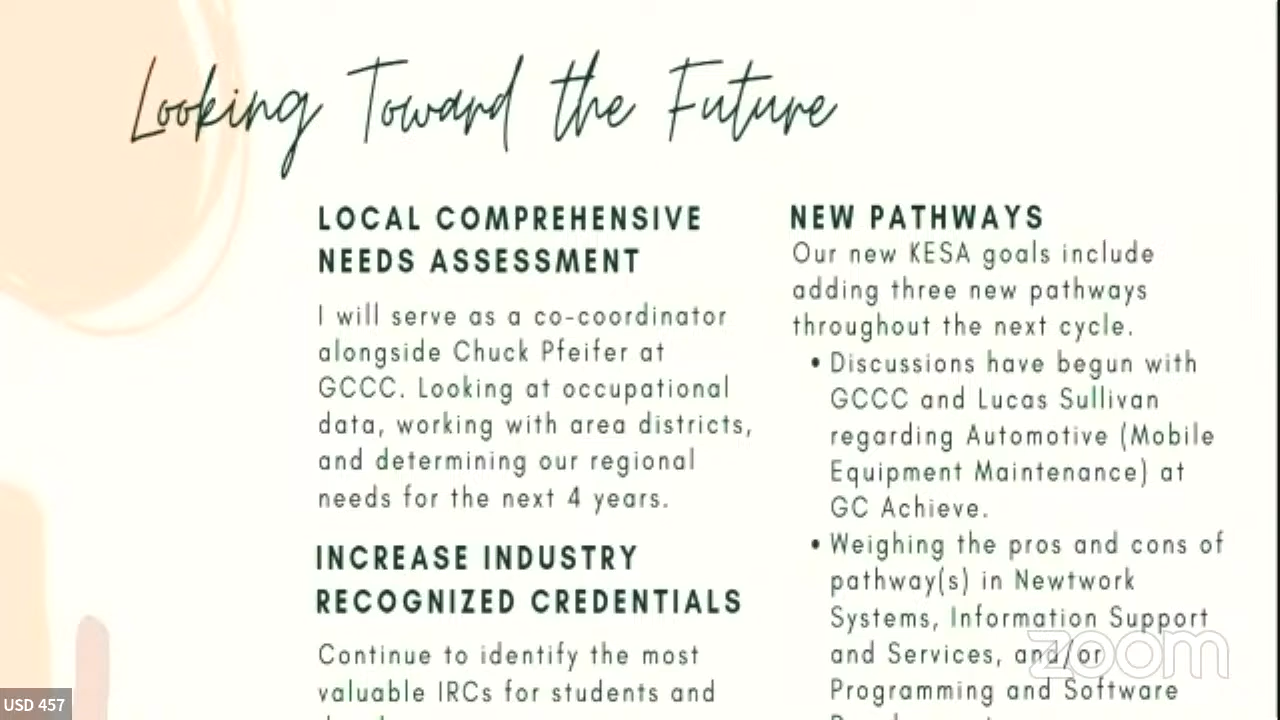 Looking Toward the Future
LOCAL COMPREHENSIVE
NEEDS ASSESSMENT
I will serve as a co-coordinator
alongside Chuck Pfeifer at
GCCC. Looking at occupational
data, working with area districts,
and determining our regional
needs for the next 4 years.
INCREASE INDUSTRY
RECOGNIZED CREDENTIALS
Continue to identify the most
valuable IRCs for students and
NEW PATHWAYS
Our new KESA goals include
adding three new pathways
throughout the next cycle.
• Discussions have begun with
GCCC and Lucas Sullivan
regarding Automotive (Mobile
Equipment Maintenance) at
GC Achieve.
• Weighing the pros and cons of
pathway(s) in Newtwork
Systems, Information Support
and Services, and/or
Programming and Software
zoom
USD 457